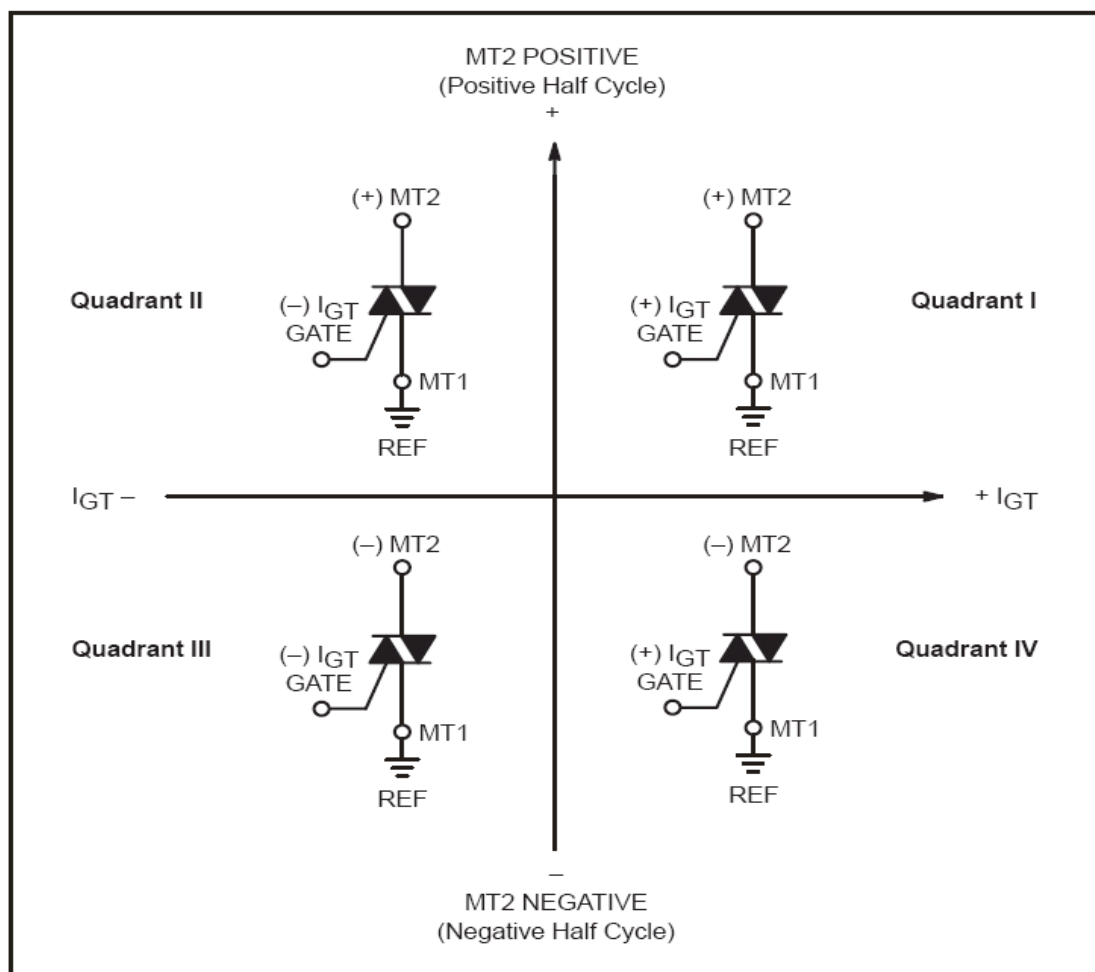 MT2 POSITIVE
(Positive Half Cycle)
+
(+) MT2
(+) MT2
Quadrant II
(–) IGT
GATE
(+) IGT
GATE
Quadrant I
MT1
MT1
REF
REF
IGT –
+ IGT
(–) MT2
(–) MT2
Quadrant III
(–) IGT
GATE
(+) IGT
GATE
Quadrant IV
MT1
MT1
REF
REF
–
MT2 NEGATIVE
(Negative Half Cycle)